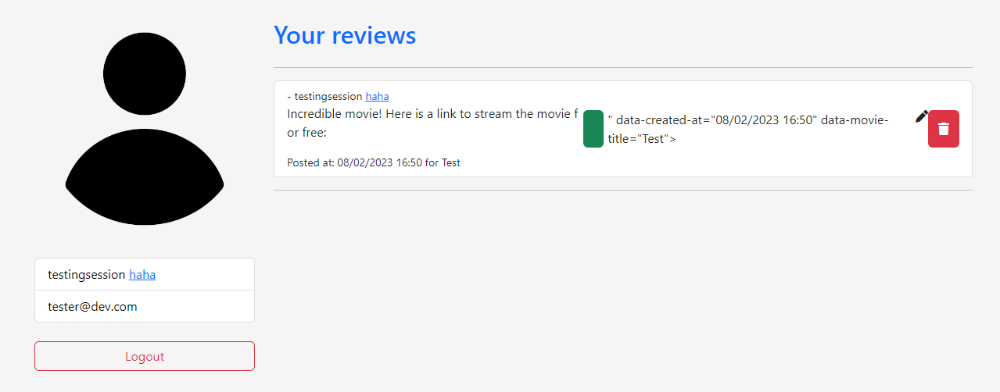 Your reviews
- testingsession haha
Incredible movie! Here is a link to stream the movie f
or free:
" data-created-at="08/02/2023 16:50" data-movie-
title="Test">
Posted at: 08/02/2023 16:50 for Test
testingsession haha
tester@dev.com
Logout